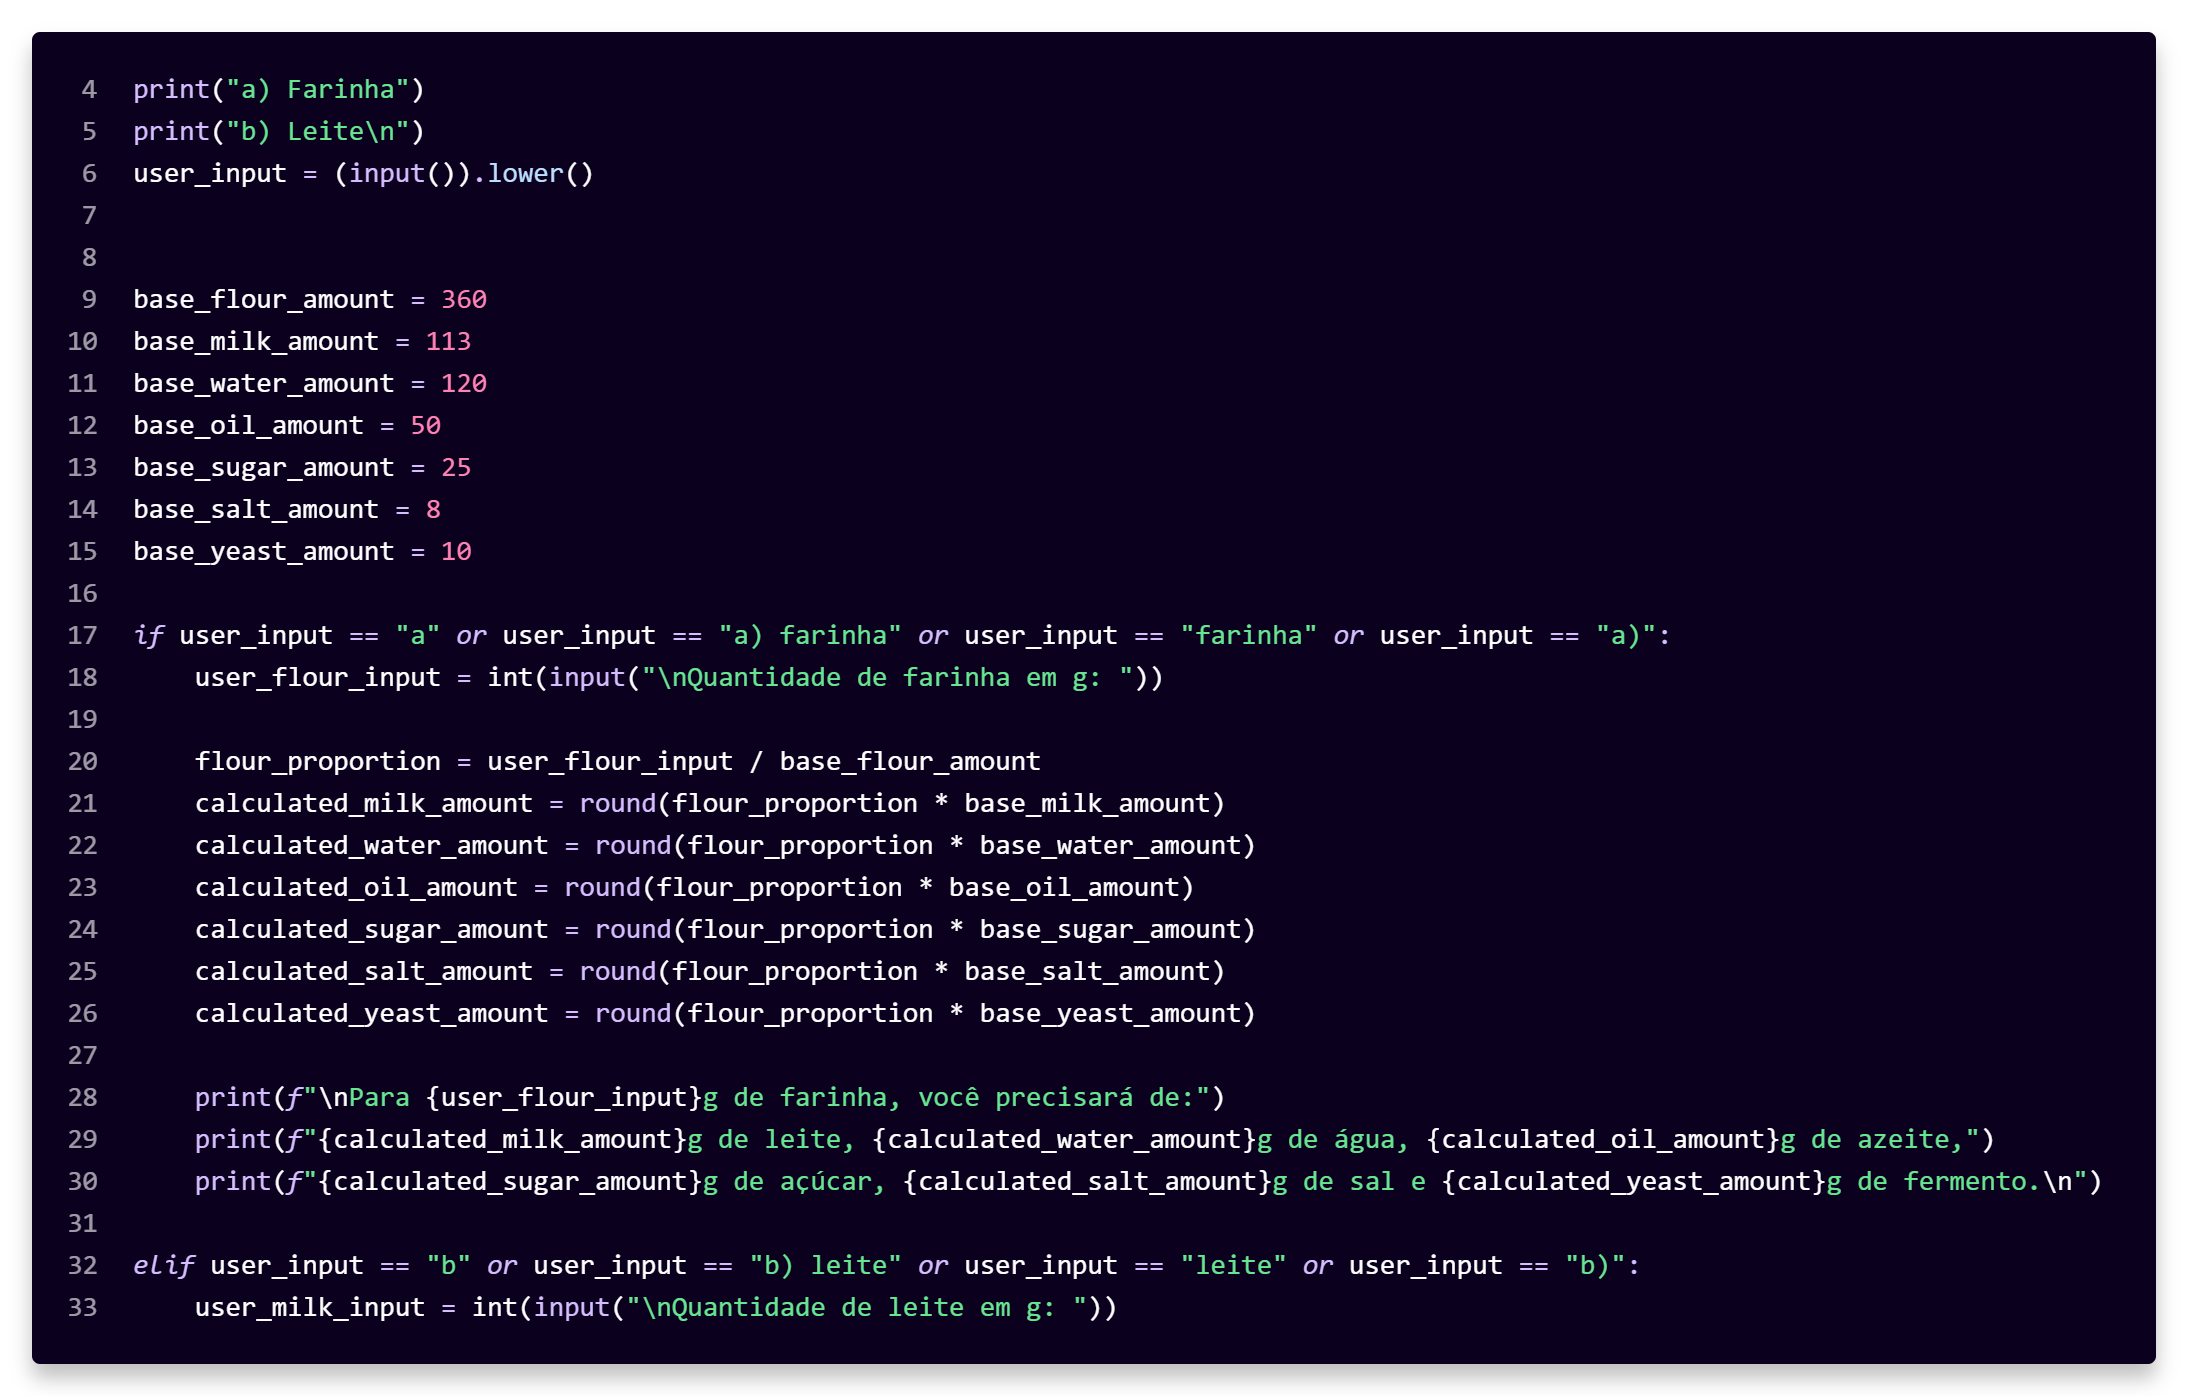 4 print("a) Farinha")
5 print("b) Leite\n")
6 user_input = (input()).lower()
7
8
9 base_flour_amount = 360
10 base_milk_amount = 113
11 base_water_amount = 120
12 base_oil_amount = 50
13 base_sugar_amount = 25
14 base_salt_amount = 8
15 base_yeast_amount = 10
16
17 if user_input == "a" or user_input == "a) farinha" or user_input == "farinha" or user_input == "a)":
18     user_flour_input = int(input("\nQuantidade de farinha em g: "))
19
20     flour_proportion = user_flour_input / base_flour_amount
21     calculated_milk_amount = round(flour_proportion * base_milk_amount)
22     calculated_water_amount = round(flour_proportion * base_water_amount)
23     calculated_oil_amount = round(flour_proportion * base_oil_amount)
24     calculated_sugar_amount = round(flour_proportion * base_sugar_amount)
25     calculated_salt_amount = round(flour_proportion * base_salt_amount)
26     calculated_yeast_amount = round(flour_proportion * base_yeast_amount)
27
28     print(f"\nPara {user_flour_input}g de farinha, você precisará de:")
29     print(f"{calculated_milk_amount}g de leite, {calculated_water_amount}g de água, {calculated_oil_amount}g de azeite,")
30     print(f"{calculated_sugar_amount}g de açúcar, {calculated_salt_amount}g de sal e {calculated_yeast_amount}g de fermento.\n")
31
32 elif user_input == "b" or user_input == "b) leite" or user_input == "leite" or user_input == "b)":
33     user_milk_input = int(input("\nQuantidade de leite em g: "))